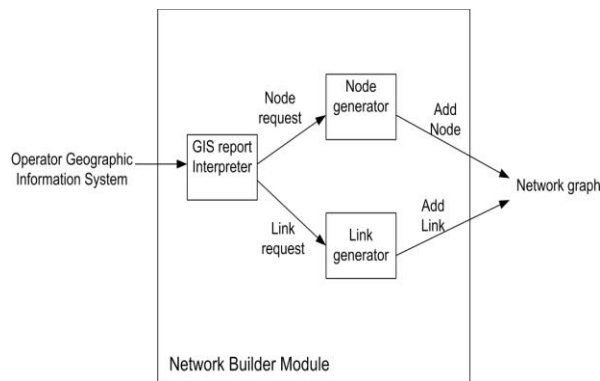 Operator Geographic
Information System
GIS report
Interpreter
Node
request
Link
request
Node
generator
Link
generator
Add
Node
Add
Link
Network graph
Network Builder Module